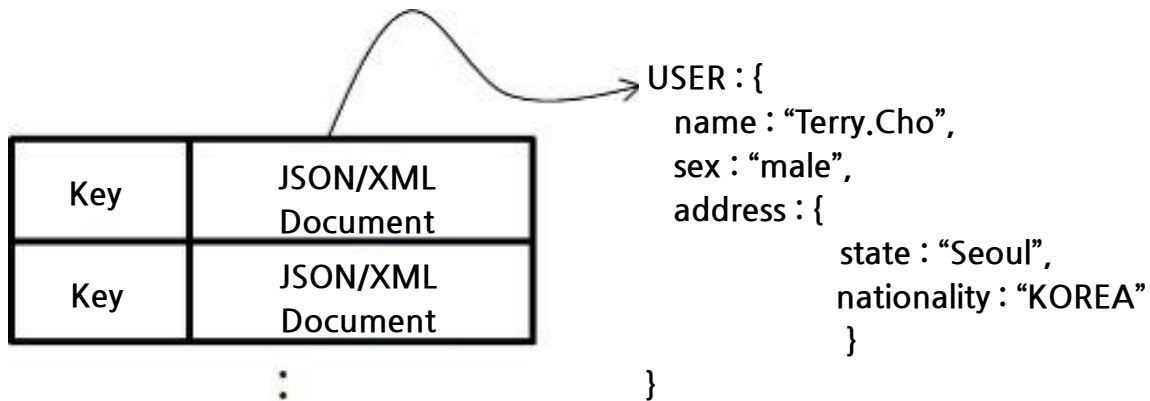 Key
JSON/XML
Document
Key
JSON/XML
Document
:
USER : {
name : “Terry.Cho”,
sex : “male”,
address : {
state : “Seoul”,
nationality : “KOREA”
}
}